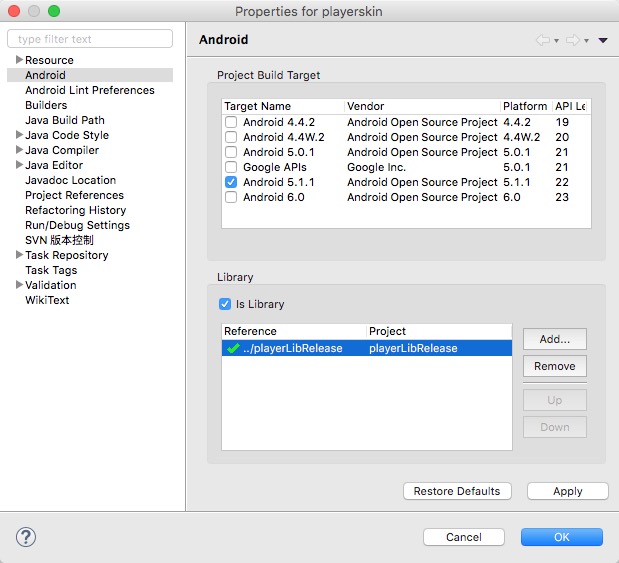 Properties for playerskin
type filter text
Android
Resource
Android
Android Lint Preferences
Builders
Java Build Path
Java Code Style
Java Compiler
Java Editor
Javadoc Location
Project References
Refactoring History
Run/Debug Settings
SVN 版本控制
Task Repository
Task Tags
Validation
WikiText
Project Build Target
Target Name Vendor Platform API Le
Android 4.4.2 Android Open Source Project 4.4.2 19
Android 4.4W.2 Android Open Source Project 4.4W.2 20
Android 5.0.1 Android Open Source Project 5.0.1 21
Google APIs Google Inc. 5.0.1 21
Android 5.1.1 Android Open Source Project 5.1.1 22
Android 6.0 Android Open Source Project 6.0 23
Library
Is Library
Reference Project
../playerLibRelease playerLibRelease
Add...
Remove
Up
Down
Restore Defaults Apply
? Cancel OK